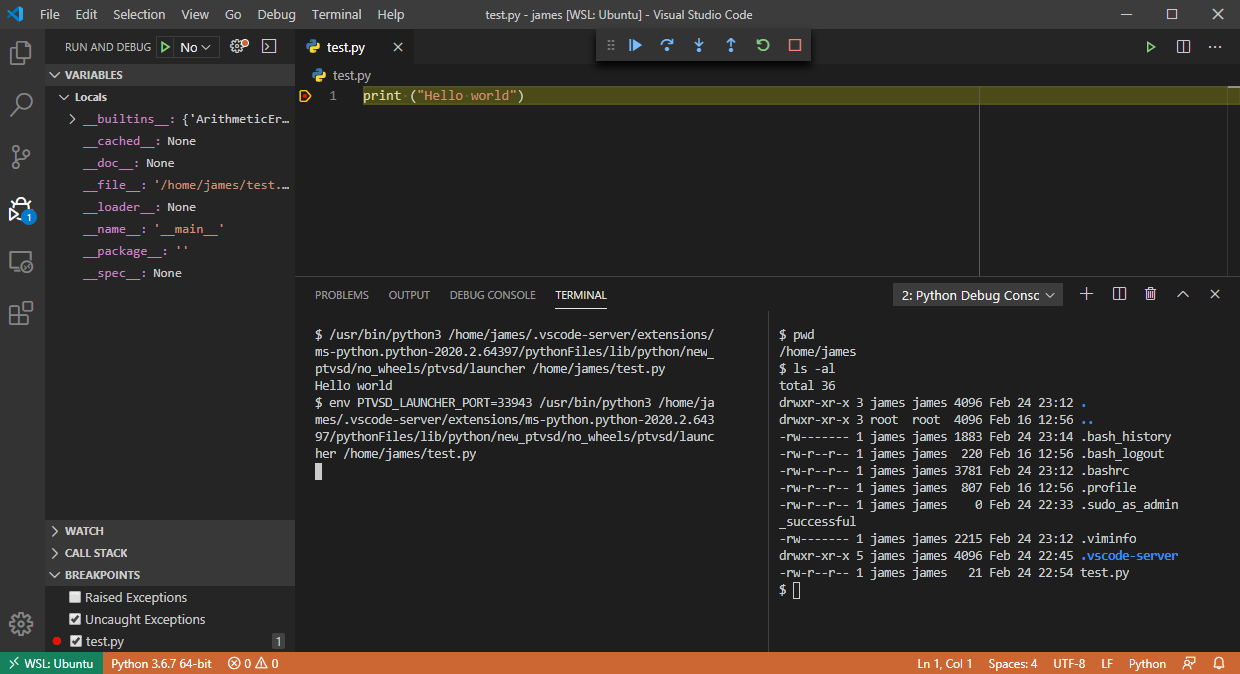 File Edit Selection View Go Debug Terminal Help
test.py - james [WSL: Ubuntu] - Visual Studio Code
RUN AND DEBUG
No
VARIABLES
Locals
__builtins__: {'ArithmeticEr…
__cached__: None
__doc__: None
__file__: '/home/james/test.…
__loader__: None
__name__: '__main__'
__package__: ''
__spec__: None
WATCH
CALL STACK
BREAKPOINTS
Raised Exceptions
Uncaught Exceptions
test.py 1
1
test.py
test.py
1 print ("Hello world")
PROBLEMS OUTPUT DEBUG CONSOLE TERMINAL
2: Python Debug Consc
$ /usr/bin/python3 /home/james/.vscode-server/extensions/
ms-python.python-2020.2.64397/pythonFiles/lib/python/new_
ptvsd/no_wheels/ptvsd/launcher /home/james/test.py
Hello world
$ env PTVSD_LAUNCHER_PORT=33943 /usr/bin/python3 /home/ja
mes/.vscode-server/extensions/ms-python.python-2020.2.643
97/pythonFiles/lib/python/new_ptvsd/no_wheels/ptvsd/launc
her /home/james/test.py
$ pwd
/home/james
$ ls -al
total 36
drwxr-xr-x 3 james james 4096 Feb 24 23:12 .
drwxr-xr-x 3 root  root  4096 Feb 16 12:56 ..
-rw------- 1 james james 1883 Feb 24 23:14 .bash_history
-rw-r--r-- 1 james james  220 Feb 16 12:56 .bash_logout
-rw-r--r-- 1 james james 3781 Feb 24 23:12 .bashrc
-rw-r--r-- 1 james james  807 Feb 16 12:56 .profile
-rw-r--r-- 1 james james    0 Feb 24 22:33 .sudo_as_admin
_successful
-rw------- 1 james james 2215 Feb 24 23:12 .viminfo
drwxr-xr-x 5 james james 4096 Feb 24 22:45 .vscode-server
-rw-r--r-- 1 james james   21 Feb 24 22:54 test.py
$
WSL: Ubuntu Python 3.6.7 64-bit 0 0 Ln 1, Col 1 Spaces: 4 UTF-8 LF Python